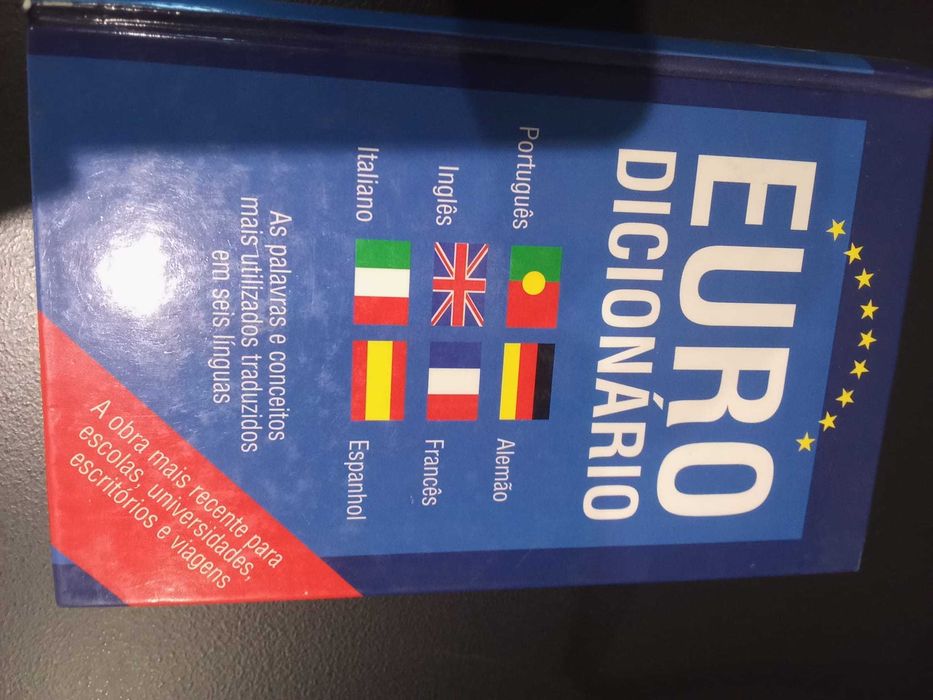 EURO
DICIONÁRIO
Português
Alemão
Inglês
Francês
Italiano
Espanhol
As palavras e conceitos
mais utilizados traduzidos
em seis línguas
A obra mais recente para
escolas, universidades,
escritórios e viagens